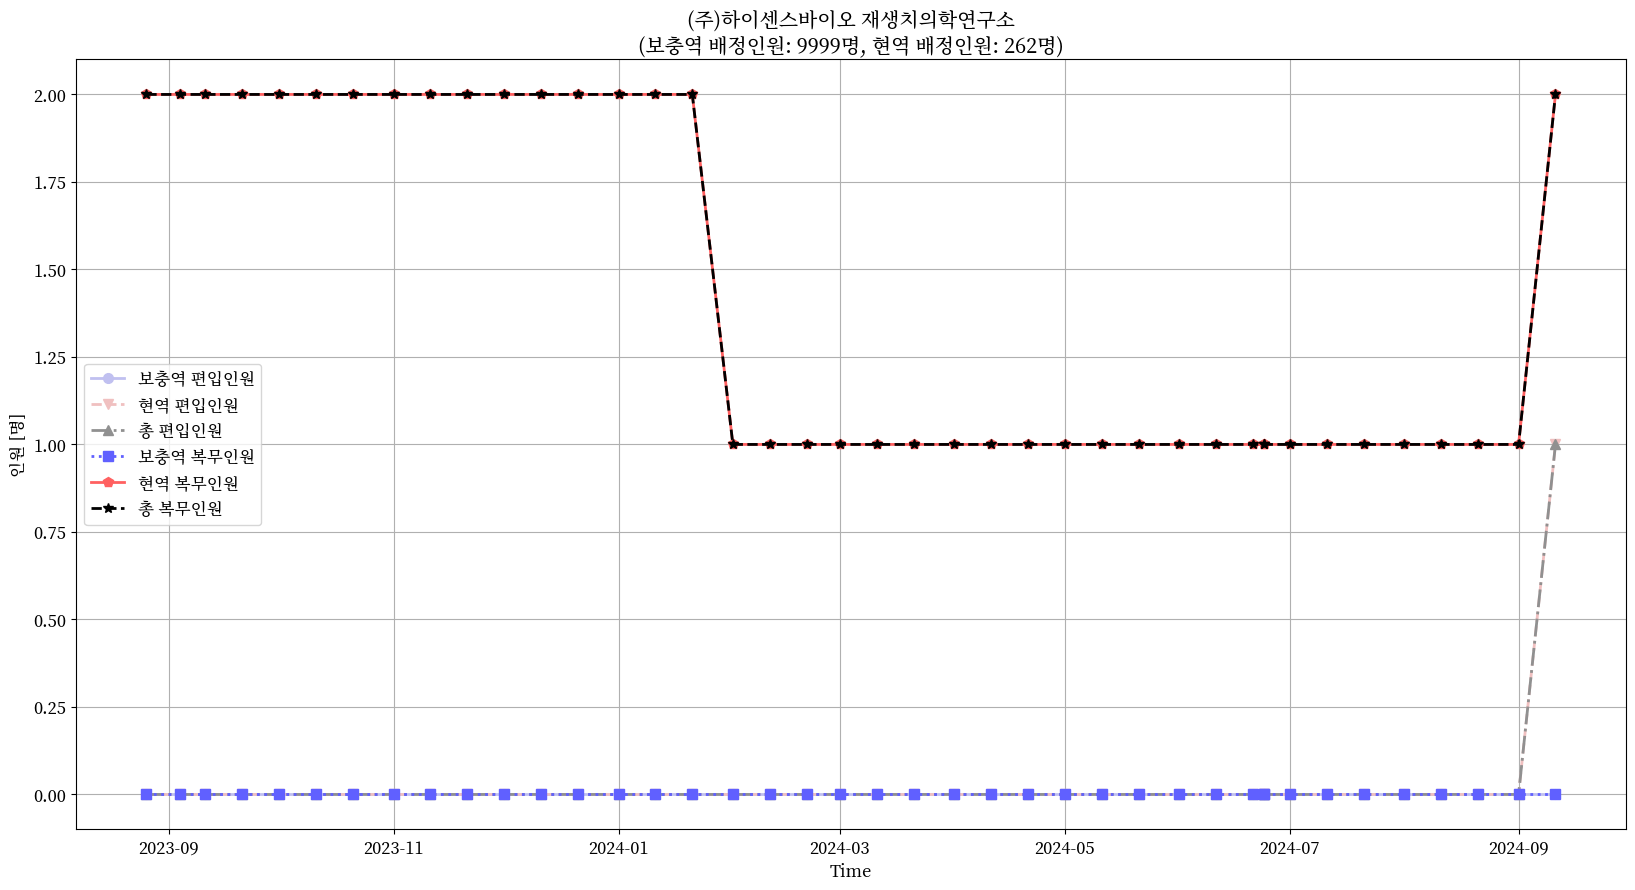 (주)하이센스바이오 재생치의학연구소
(보충역 배정인원: 9999명, 현역 배정인원: 262명)
인원 [명]
2.00
1.75
1.50
1.25
1.00
0.75
0.50
0.25
0.00
보충역 편입인원
현역 편입인원
총 편입인원
보충역 복무인원
현역 복무인원
총 복무인원
2023-09
2023-11
2024-01
2024-03
2024-05
2024-07
2024-09
Time